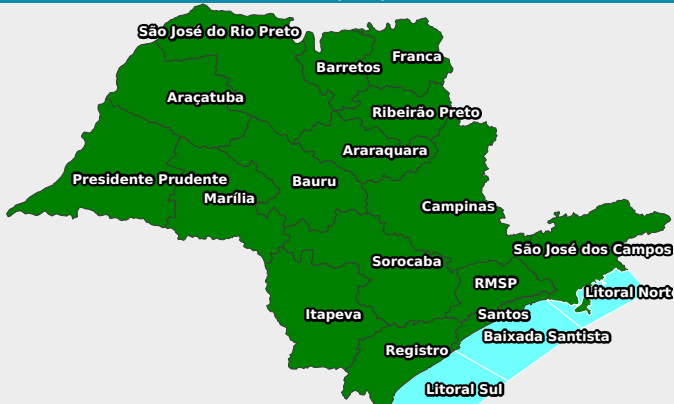 São José do Rio Preto
Franca
Barretos
Araçatuba
Ribeirão Preto
Araraquara
Presidente Prudente
Bauru
Marília
Campinas
São José dos Campos
Sorocaba
RMSP
Litoral Nort
Itapeva
Santos
Baixada Santista
Registro
Litoral Sul